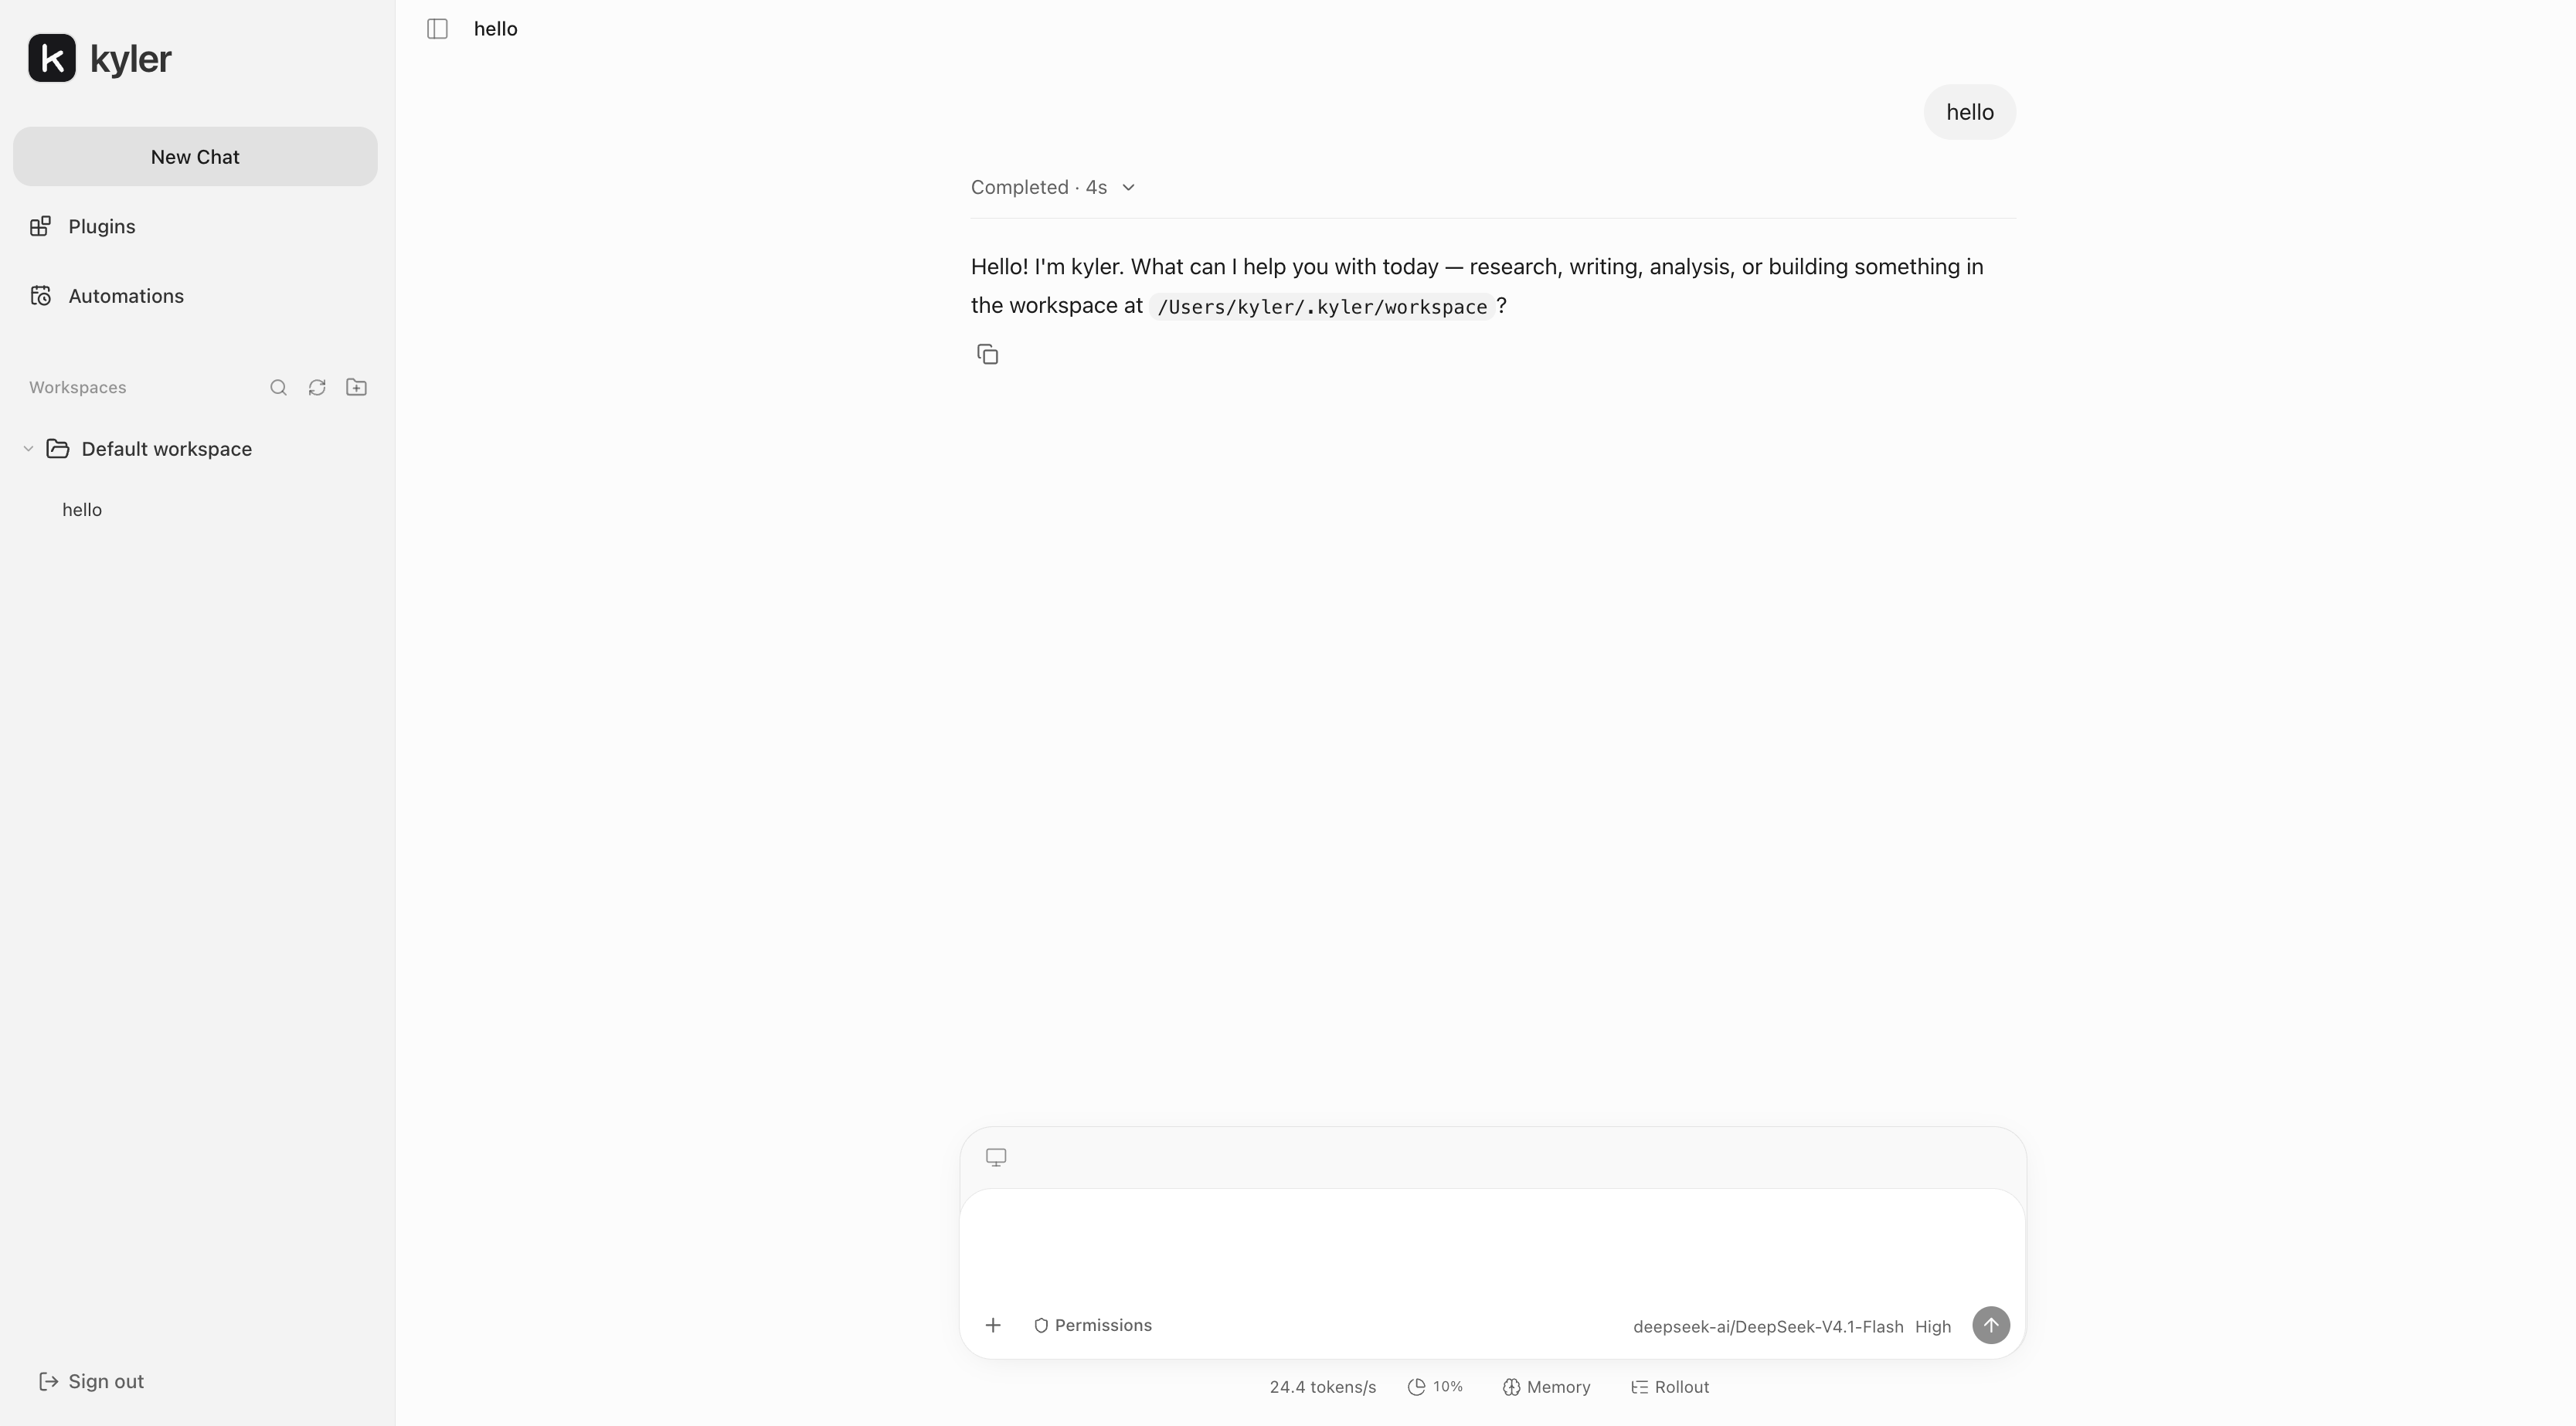 kyler
New Chat
Plugins
Automations
Workspaces
Default workspace
hello
Sign out
hello
hello
Completed · 4s
Hello! I'm kyler. What can I help you with today — research, writing, analysis, or building something in
the workspace at /Users/kyler/.kyler/workspace?
Permissions
deepseek-ai/DeepSeek-V4.1-Flash High
24.4 tokens/s 10% Memory Rollout